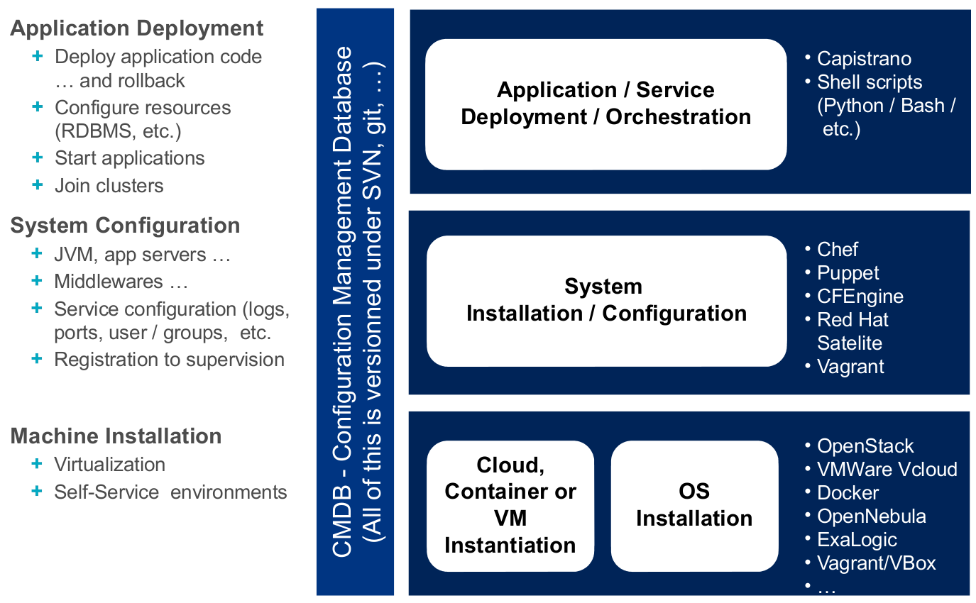 Application Deployment
+ Deploy application code
… and rollback
+ Configure resources
(RDBMS, etc.)
+ Start applications
+ Join clusters
System Configuration
+ JVM, app servers …
+ Middlewares …
+ Service configuration (logs,
ports, user / groups, etc.
+ Registration to supervision
Machine Installation
+ Virtualization
+ Self-Service environments
CMDB - Configuration Management Database
(All of this is versionned under SVN, git, …)
Application / Service
Deployment / Orchestration
• Capistrano
• Shell scripts
(Python / Bash /
etc.)
System
Installation / Configuration
• Chef
• Puppet
• CFEngine
• Red Hat
Satelite
• Vagrant
Cloud,
Container or
VM
Instantiation
OS
Installation
• OpenStack
• VMWare Vcloud
• Docker
• OpenNebula
• ExaLogic
• Vagrant/VBox
• …